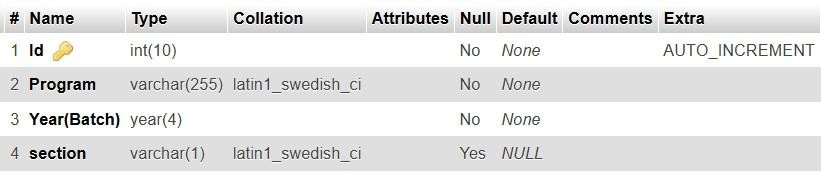 # Name Type Collation Attributes Null Default Comments Extra
1 Id int(10) No None AUTO_INCREMENT
2 Program varchar(255) latin1_swedish_ci No None
3 Year(Batch) year(4) No None
4 section varchar(1) latin1_swedish_ci Yes NULL